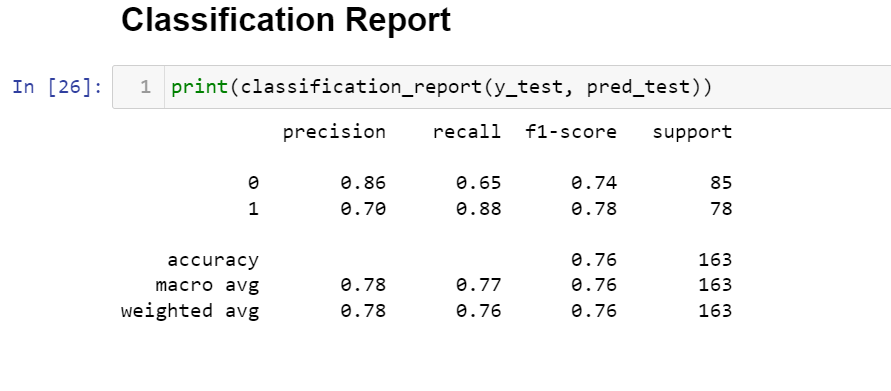 Classification Report
In [26]: 1 print(classification_report(y_test, pred_test))
precision recall f1-score support
0 0.86 0.65 0.74 85
1 0.70 0.88 0.78 78
accuracy 0.76 163
macro avg 0.78 0.77 0.76 163
weighted avg 0.78 0.76 0.76 163